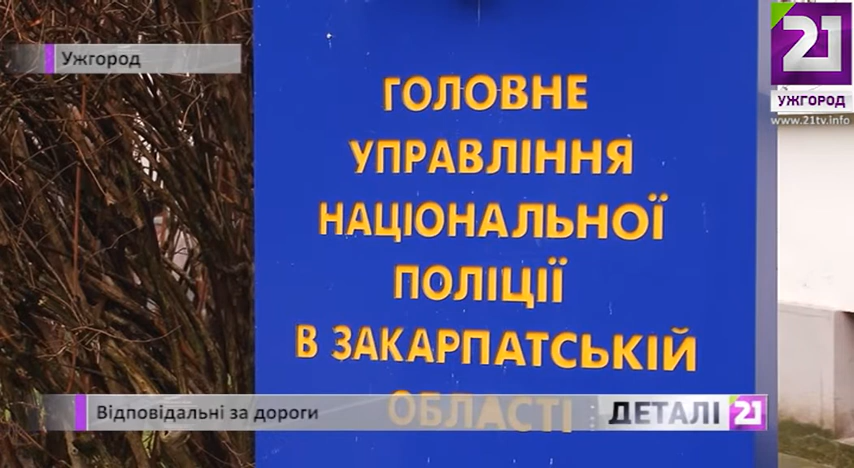 Ужгород
21
УЖГОРОД
www.21tv.info
ГОЛОВНЕ
УПРАВЛІННЯ
НАЦІОНАЛЬНОЇ
ПОЛІЦІЇ
В ЗАКАРПАТСЬКІЙ
ОБЛАСТІ
Відповідальні за дороги
ДЕТАЛІ 21